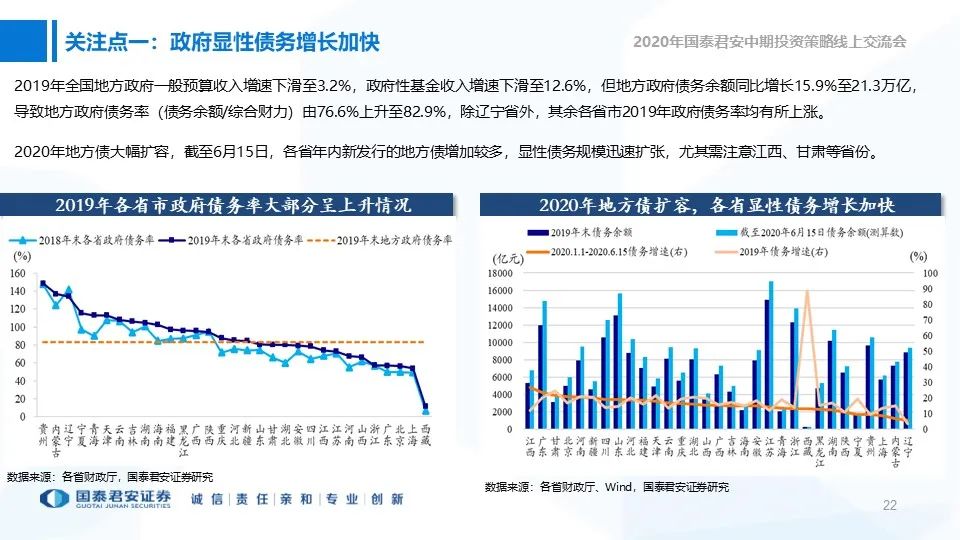 关注点一：政府显性债务增长加快
2020年国泰君安中期投资策略线上交流会
2019年全国地方政府一般预算收入增速下滑至3.2%，政府性基金收入增速下滑至12.6%，但地方政府债务余额同比增长15.9%至21.3万亿，
导致地方政府债务率（债务余额/综合财力）由76.6%上升至82.9%，除辽宁省外，其余各省市2019年政府债务率均有所上涨。
2020年地方债大幅扩容，截至6月15日，各省年内新发行的地方债增加较多，显性债务规模迅速扩张，尤其需注意江西、甘肃等省份。
2019年各省市政府债务率大部分呈上升情况
2018年末各省政府债务率 2019年末各省政府债务率 2019年末地方政府债务率
(%)
160
140
120
100
80
60
40
20
0
贵州 内蒙古 辽宁 宁夏 青海 天津 云南 吉林 湖南 海南 福建 黑龙江 广西 陕西 重庆 河北 新疆 山东 甘肃 湖北 安徽 四川 江西 江苏 河南 山西 浙江 广东 北京 上海 西藏
数据来源：各省财政厅，国泰君安证券研究
2020年地方债扩容，各省显性债务增长加快
2019年末债务余额 截至2020年6月15日债务余额(测算数)
2020.1.1-2020.6.15债务增速(右) 2019年债务增速(右)
(亿元)
18000
16000
14000
12000
10000
8000
6000
4000
2000
0
100
90
80
70
60
50
40
30
20
10
0
(%)
江西 广东 甘肃 北京 河南 新疆 四川 山东 河北 福建 天津 云南 重庆 湖北 山西 广西 吉林 海南 安徽 江苏 青海 浙江 西藏 黑龙江 湖南 陕西 宁夏 贵州 上海 内蒙古 辽宁
数据来源：各省财政厅、Wind，国泰君安证券研究
国泰君安证券
GUOTAI JUNAN SECURITIES
诚信|责任|亲和|专业|创新
22